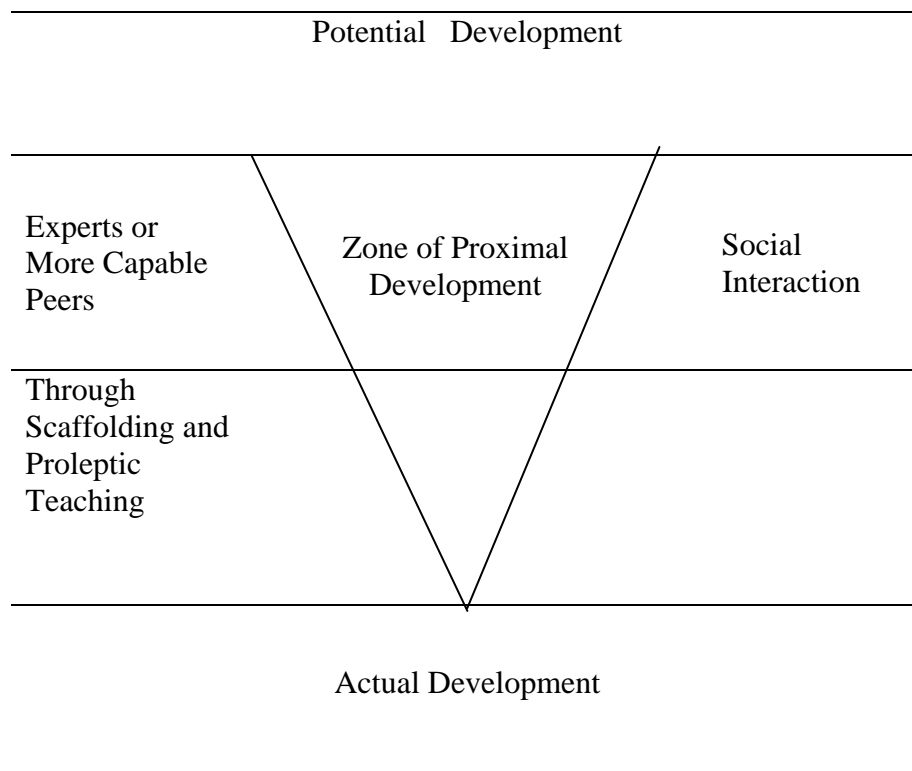 Potential Development
Experts or
More Capable
Peers
Zone of Proximal
Development
Social
Interaction
Through
Scaffolding and
Proleptic
Teaching
Actual Development